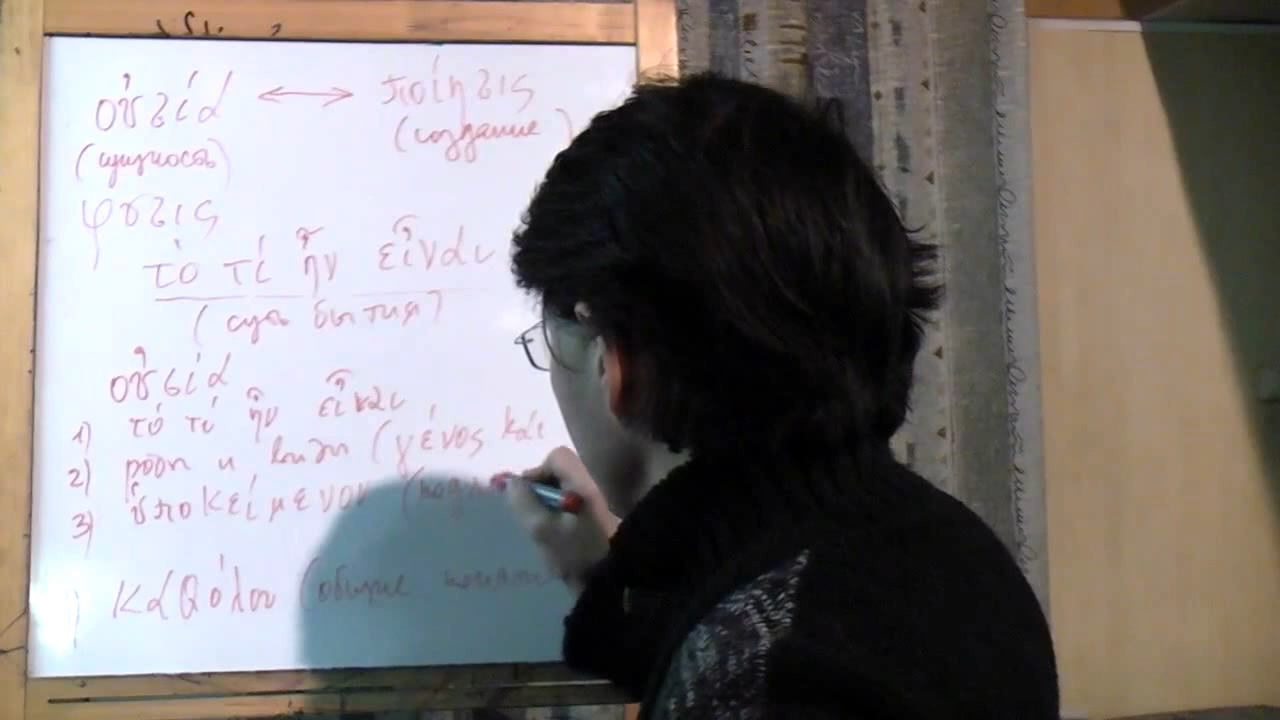 οὐσία ↔ ποίησις
(сущность) (создание)
φύσις
τὸ τί ἦν εἶναι
(суть бытия)
οὐσία
1) τὸ τί ἦν εἶναι
2) роды и виды (γένος καὶ
3) ὑποκείμενον
καθόλου (общие